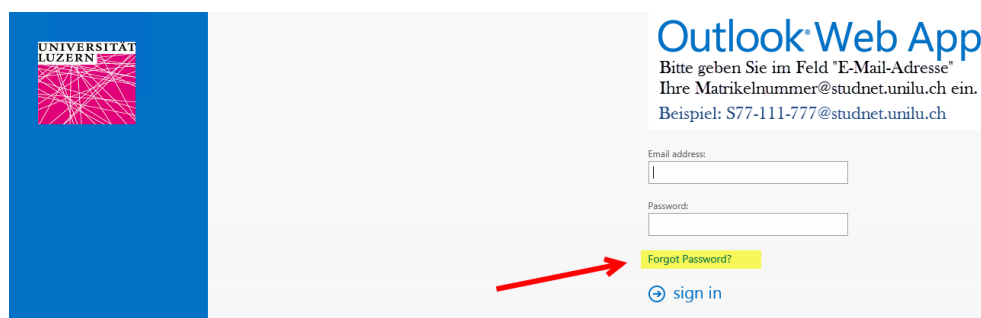 UNIVERSITÄT
LUZERN
Outlook® Web App
Bitte geben Sie im Feld "E-Mail-Adresse"
Ihre Matrikelnummer@studnet.unilu.ch ein.
Beispiel: S77-111-777@studnet.unilu.ch
Email address:
Password:
Forgot Password?
sign in